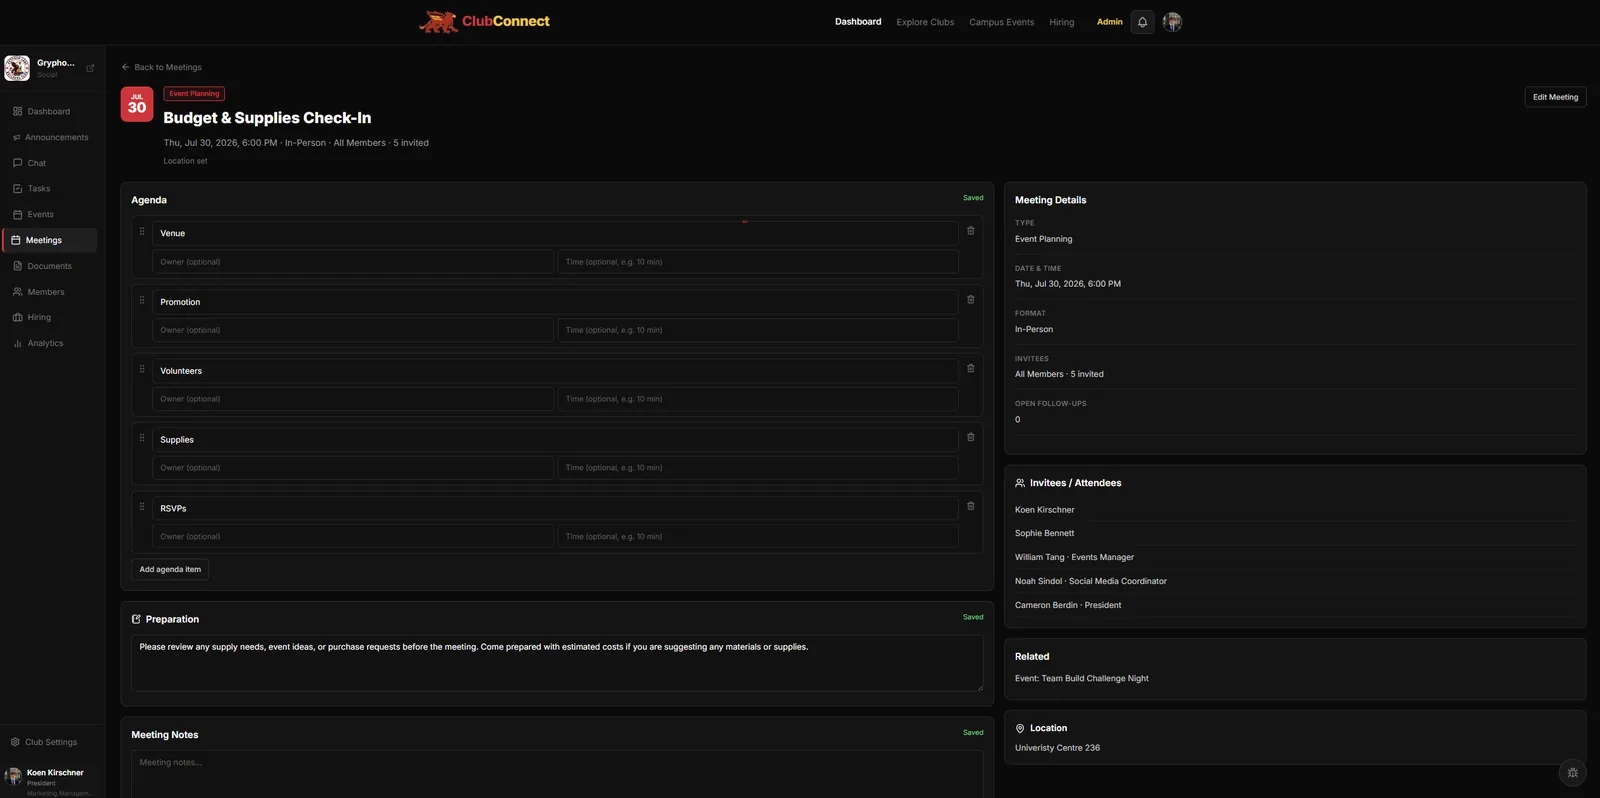 ClubConnect
Dashboard
Explore Clubs
Campus Events
Hiring
Admin
Grypho...
Social
Dashboard
Announcements
Chat
Tasks
Events
Meetings
Documents
Members
Hiring
Analytics
Club Settings
Koen Kirschner
President
Marketing Managem...
Back to Meetings
JUL
30
Event Planning
Budget & Supplies Check-In
Thu, Jul 30, 2026, 6:00 PM · In-Person · All Members · 5 invited
Location set
Edit Meeting
Agenda
Saved
Venue
Owner (optional)
Time (optional, e.g. 10 min)
Promotion
Owner (optional)
Time (optional, e.g. 10 min)
Volunteers
Owner (optional)
Time (optional, e.g. 10 min)
Supplies
Owner (optional)
Time (optional, e.g. 10 min)
RSVPs
Owner (optional)
Time (optional, e.g. 10 min)
Add agenda item
Preparation
Saved
Please review any supply needs, event ideas, or purchase requests before the meeting. Come prepared with estimated costs if you are suggesting any materials or supplies.
Meeting Notes
Saved
Meeting notes...
Meeting Details
TYPE
Event Planning
DATE & TIME
Thu, Jul 30, 2026, 6:00 PM
FORMAT
In-Person
INVITEES
All Members · 5 invited
OPEN FOLLOW-UPS
0
Invitees / Attendees
Koen Kirschner
Sophie Bennett
William Tang · Events Manager
Noah Sindol · Social Media Coordinator
Cameron Berdin · President
Related
Event: Team Build Challenge Night
Location
Univeristy Centre 236